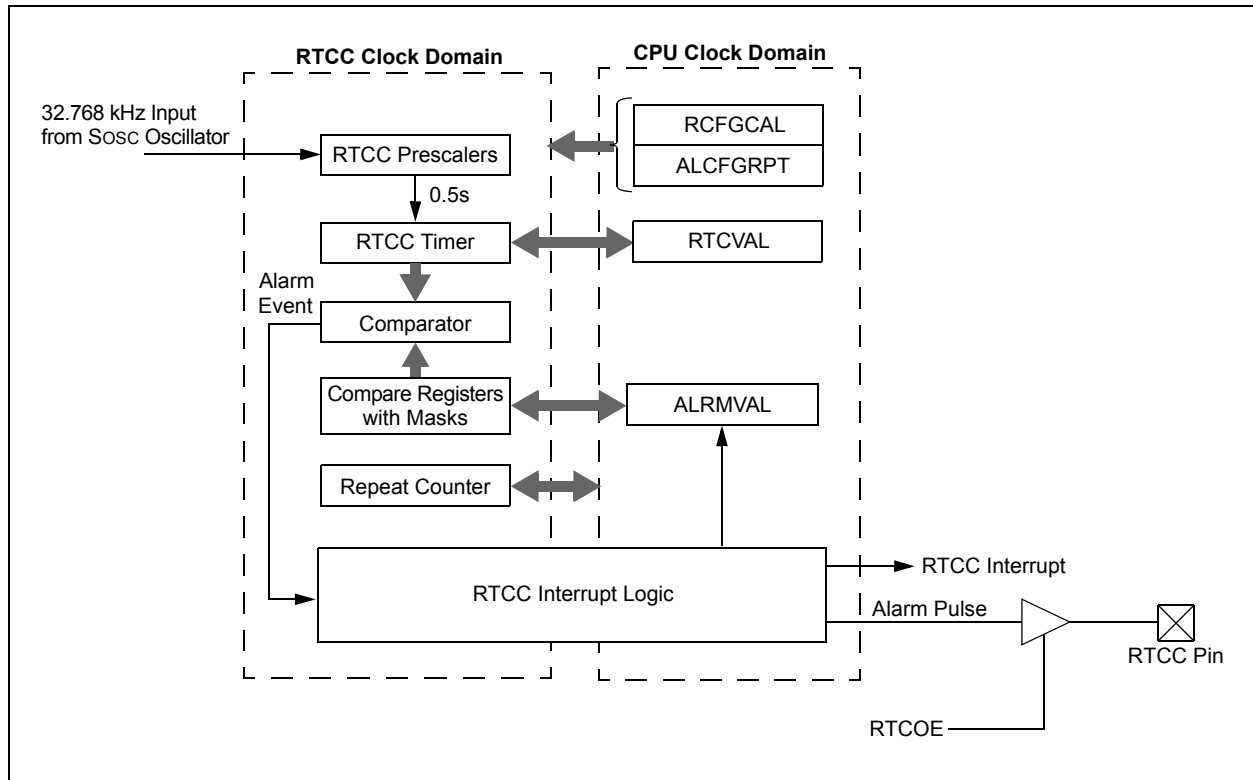 RTCC Clock Domain
CPU Clock Domain
32.768 kHz Input
from SOSC Oscillator
RCFGCAL
ALCFGRPT
RTCC Prescalers
0.5s
RTCC Timer
RTCVAL
Alarm
Event
Comparator
Compare Registers
with Masks
ALRMVAL
Repeat Counter
RTCC Interrupt Logic
RTCC Interrupt
Alarm Pulse
RTCC Pin
RTCOE